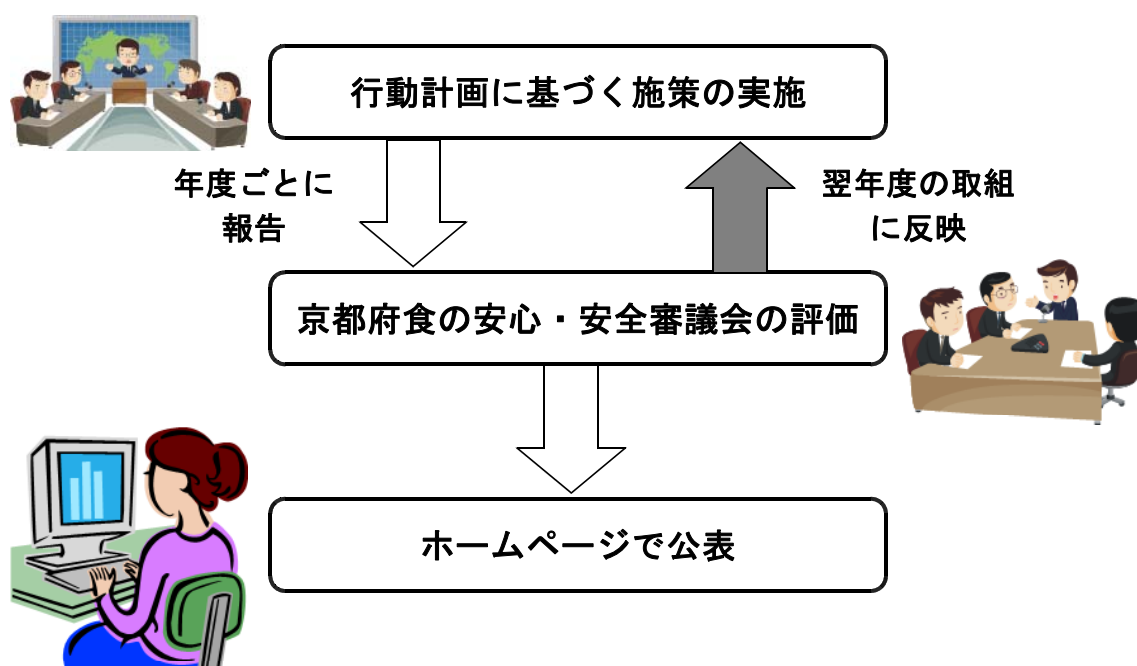 行動計画に基づく施策の実施
年度ごとに
報告
翌年度の取組
に反映
京都府食の安心・安全審議会の評価
ホームページで公表